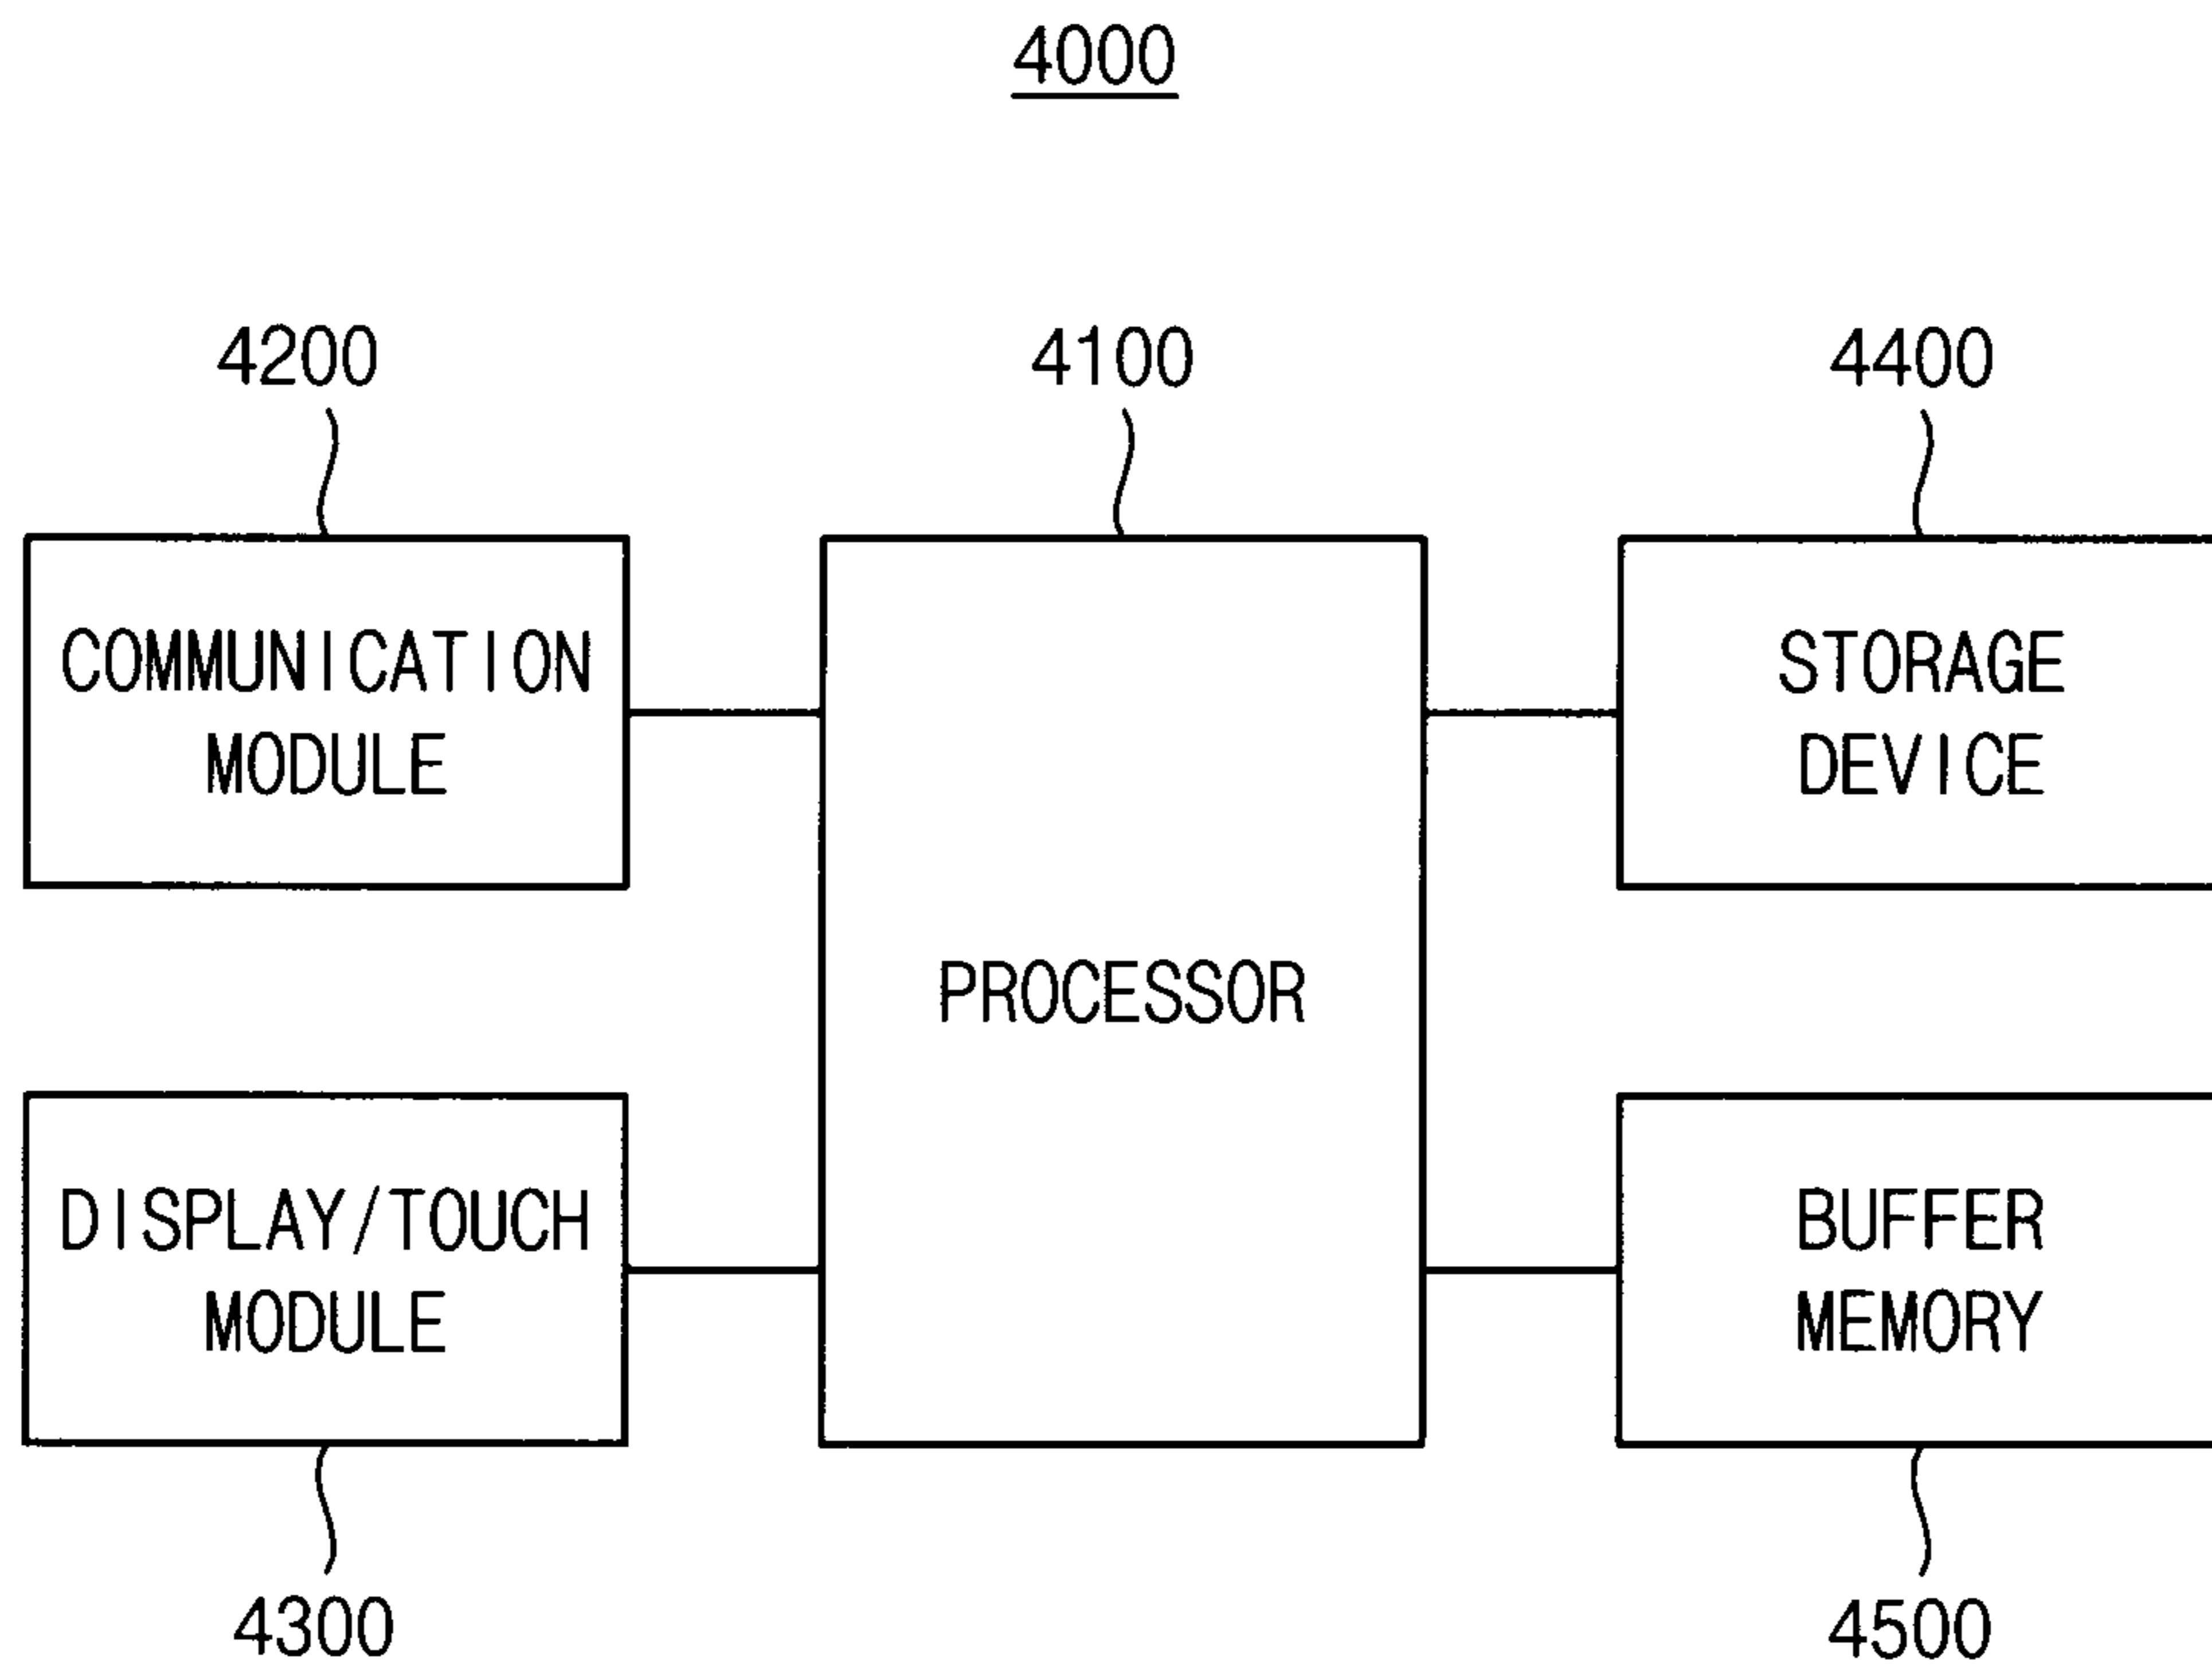 4000
4200
4100
4400
COMMUNICATION
MODULE
PROCESSOR
STORAGE
DEVICE
DISPLAY/TOUCH
MODULE
BUFFER
MEMORY
4300
4500